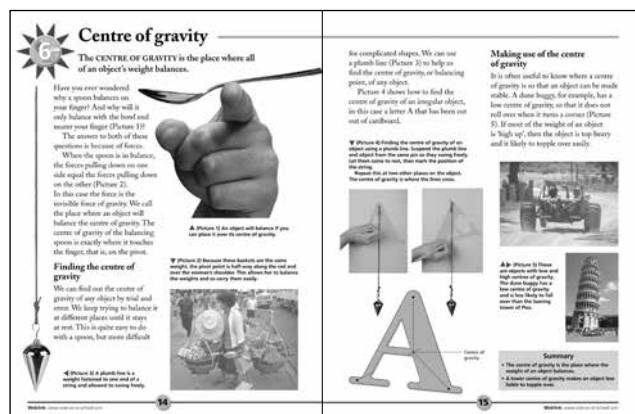 6
Centre of gravity
The CENTRE OF GRAVITY is the place where all
of an object's weight balances.
Have you ever wondered
why a spoon balances on
your finger? And why will it
only balance with the bowl end
nearer your finger (Picture 1)?
The answer to both of these
questions is because of forces.
When the spoon is in balance,
the forces pulling down on one
side equal the forces pulling down
on the other (Picture 2).
In this case the force is the
invisible force of gravity. We call
the place where an object will
balance the centre of gravity. The
centre of gravity of the balancing
spoon is exactly where it touches
the finger, that is, on the pivot.
Finding the centre of
gravity
We can find out the centre of
gravity of any object by trial and
error. We keep trying to balance it
at different places until it stays
at rest. This is quite easy to do
with a spoon, but more difficult
◀ (Picture 3) A plumb line is a
weight fastened to one end of a
string and allowed to swing freely.
▲ (Picture 1) An object will balance if you
can place it over its centre of gravity.
▼ (Picture 2) Because these baskets are the same
weight, the pivot point is half-way along the rod and
over the woman's shoulder. This allows her to balance
the weights and so carry them easily.
Weblink: www.science-at-school.com
14
for complicated shapes. We can use
a plumb line (Picture 3) to help us
find the centre of gravity, or balancing
point, of any object.
Picture 4 shows how to find the
centre of gravity of an irregular object,
in this case a letter A that has been
cut out of cardboard.
▼ (Picture 4) Finding the centre of gravity of an
object using a plumb line. Suspend the plumb line
and object from the same pin so they swing freely.
Let them come to rest, then mark the position of
the string.
Repeat this at two other places on the object.
The centre of gravity is where the lines cross.
Centre of
gravity.
Making use of the centre
of gravity
It is often useful to know where a centre
of gravity is so that an object can be made
stable. A dune buggy, for example, has a
low centre of gravity, so that it does not
roll over when it turns a corner (Picture
5). If most of the weight of an object
is 'high up', then the object is top heavy
and it likely to topple over easily.
▲▶ (Picture 5) These
are objects with low and
high centres of gravity.
The dune buggy has a
low centre of gravity
and is less likely to fall
over than the leaning
tower of Pisa.
Summary
• The centre of gravity is the place where the
weight of an object balances.
• A lower centre of gravity makes an object less
liable to topple over.
15
Weblink: www.science-at-school.com